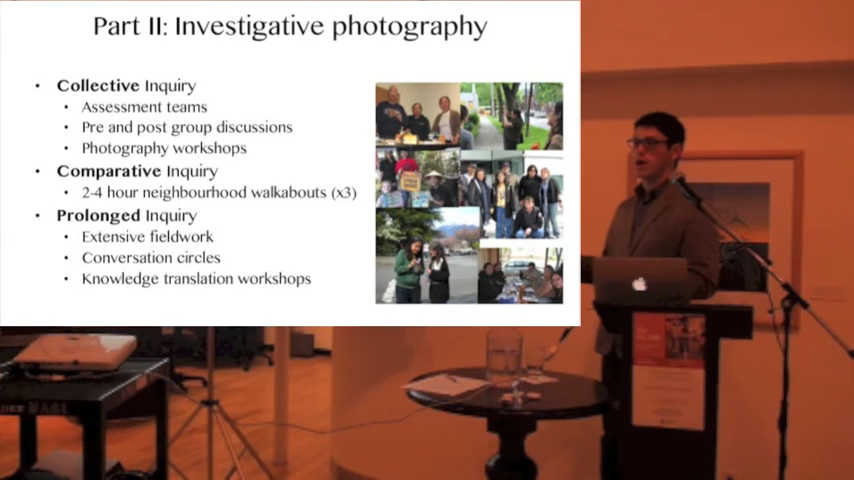 Part II: Investigative photography
• Collective Inquiry
• Assessment teams
• Pre and post group discussions
• Photography workshops
• Comparative Inquiry
• 2-4 hour neighbourhood walkabouts (x3)
• Prolonged Inquiry
• Extensive fieldwork
• Conversation circles
• Knowledge translation workshops